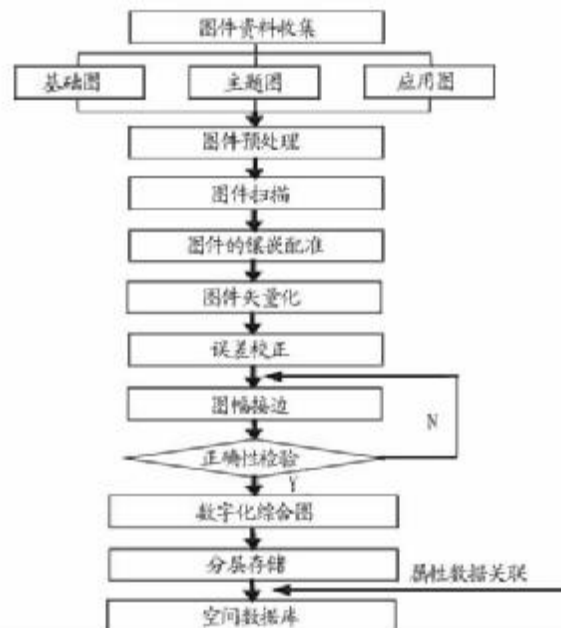 图件资料收集
基础图 主题图 应用图
图件预处理
图件扫描
图件的镶嵌配准
图件矢量化
误差校正
图幅接边
N
正确性检验
Y
数字化综合图
分层存储
属性数据关联
空间数据库